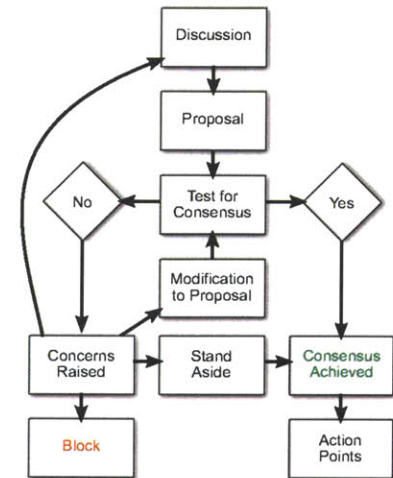 Discussion
Proposal
No
Test for
Consensus
Yes
Modification
to Proposal
Concerns
Raised
Stand
Aside
Consensus
Achieved
Block
Action
Points